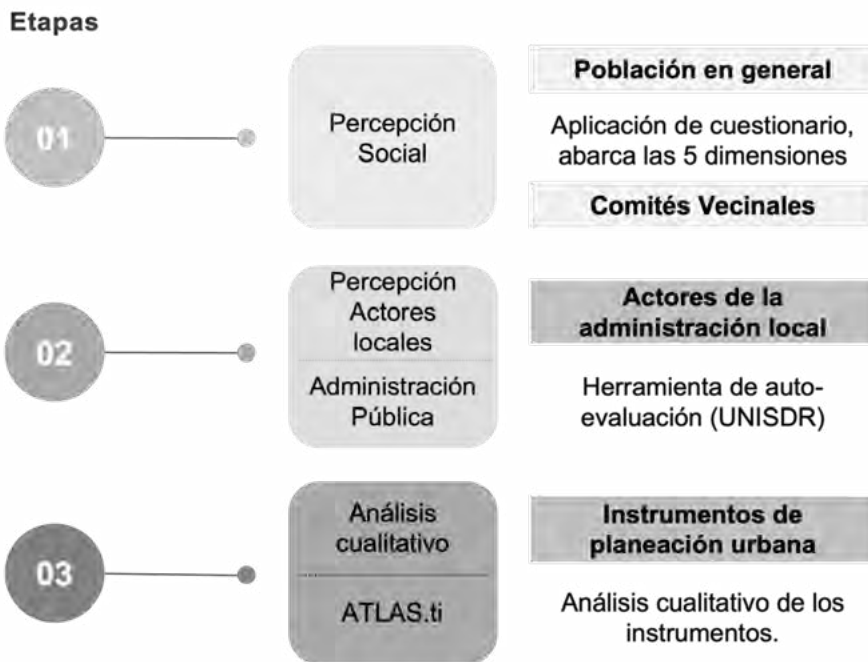 Etapas
01
Percepción
Social
Población en general
Aplicación de cuestionario,
abarca las 5 dimensiones
Comités Vecinales
02
Percepción
Actores
locales
Administración
Pública
Actores de la
administración local
Herramienta de auto-
evaluación (UNISDR)
03
Análisis
cualitativo
ATLAS.ti
Instrumentos de
planeación urbana
Análisis cualitativo de los
instrumentos.